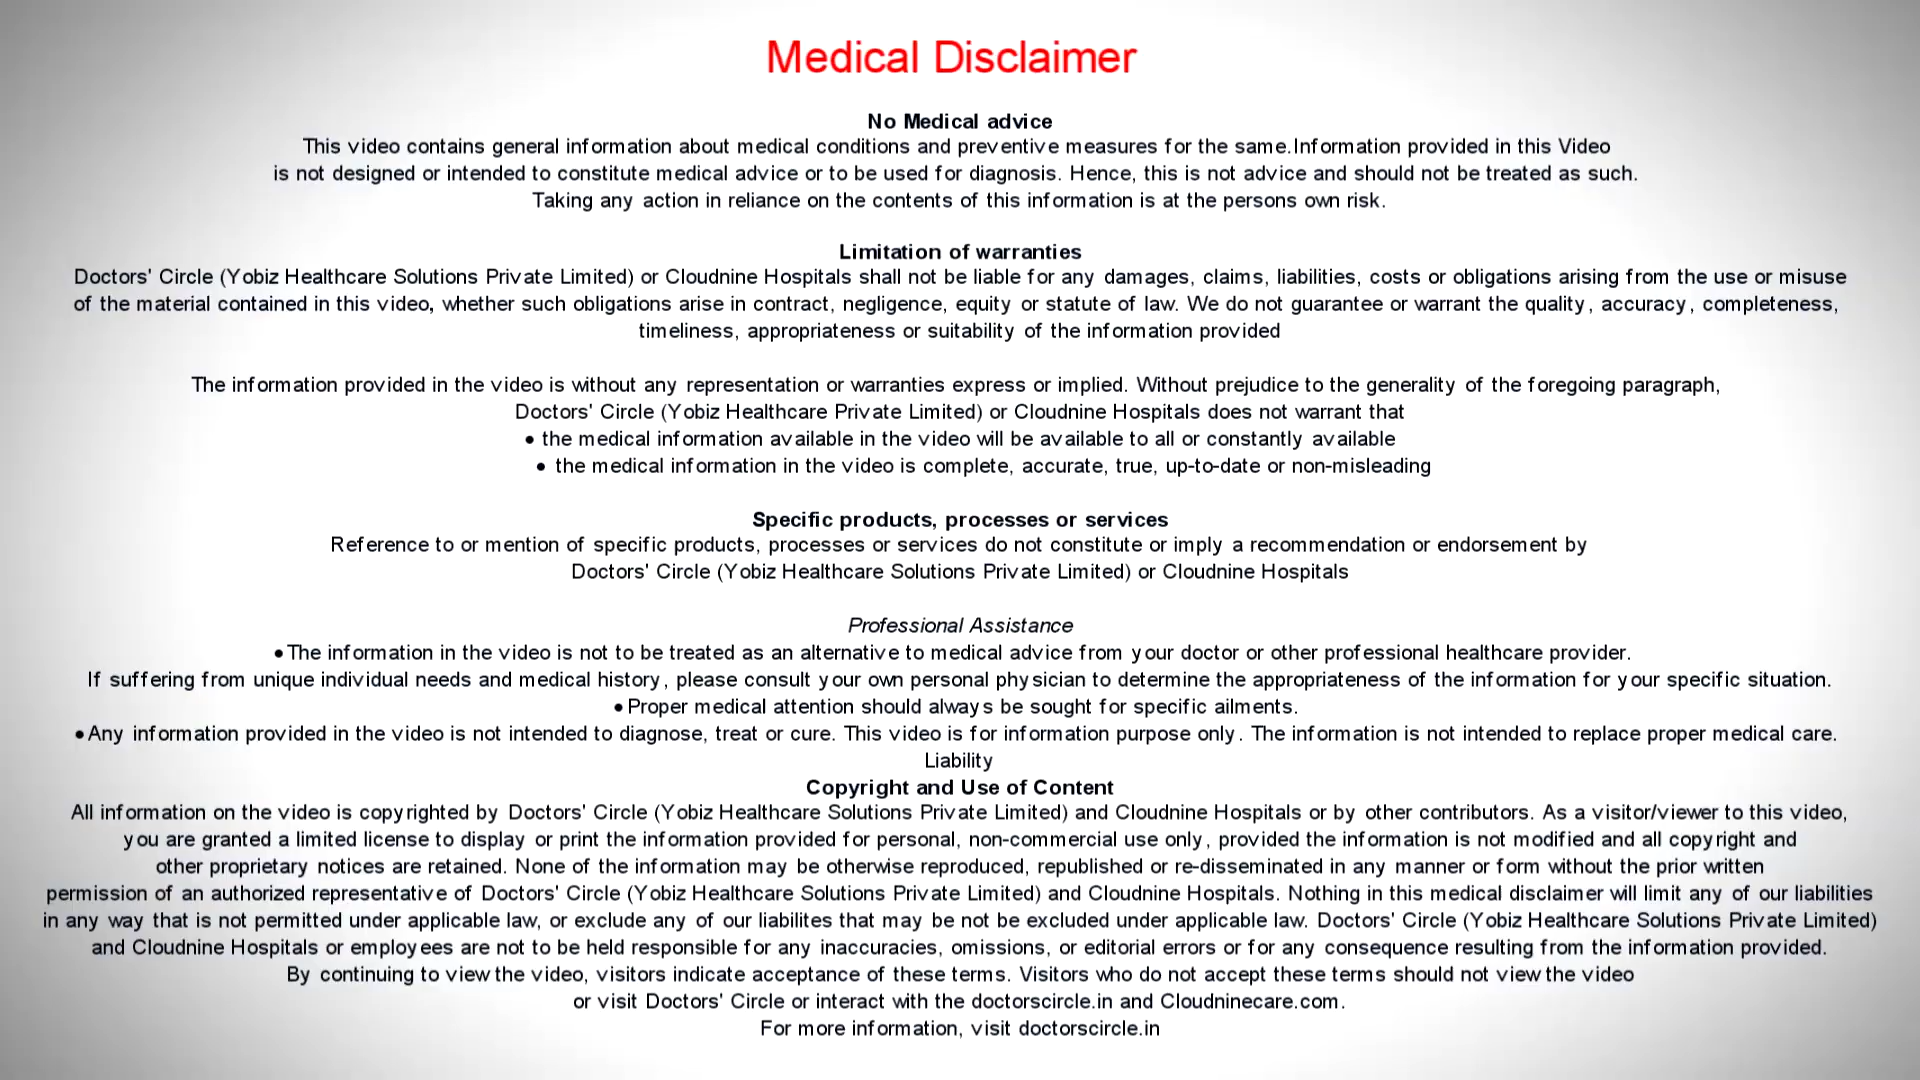 Medical Disclaimer
No Medical advice
This video contains general information about medical conditions and preventive measures for the same.Information provided in this Video
is not designed or intended to constitute medical advice or to be used for diagnosis. Hence, this is not advice and should not be treated as such.
Taking any action in reliance on the contents of this information is at the persons own risk.
Limitation of warranties
Doctors' Circle (Yobiz Healthcare Solutions Private Limited) or Cloudnine Hospitals shall not be liable for any damages, claims, liabilities, costs or obligations arising from the use or misuse
of the material contained in this video, whether such obligations arise in contract, negligence, equity or statute of law. We do not guarantee or warrant the quality, accuracy, completeness,
timeliness, appropriateness or suitability of the information provided
The information provided in the video is without any representation or warranties express or implied. Without prejudice to the generality of the foregoing paragraph,
Doctors' Circle (Yobiz Healthcare Private Limited) or Cloudnine Hospitals does not warrant that
• the medical information available in the video will be available to all or constantly available
• the medical information in the video is complete, accurate, true, up-to-date or non-misleading
Specific products, processes or services
Reference to or mention of specific products, processes or services do not constitute or imply a recommendation or endorsement by
Doctors' Circle (Yobiz Healthcare Solutions Private Limited) or Cloudnine Hospitals
Professional Assistance
•The information in the video is not to be treated as an alternative to medical advice from your doctor or other professional healthcare provider.
If suffering from unique individual needs and medical history, please consult your own personal physician to determine the appropriateness of the information for your specific situation.
•Proper medical attention should always be sought for specific ailments.
•Any information provided in the video is not intended to diagnose, treat or cure. This video is for information purpose only. The information is not intended to replace proper medical care.
Liability
Copyright and Use of Content
All information on the video is copyrighted by Doctors' Circle (Yobiz Healthcare Solutions Private Limited) and Cloudnine Hospitals or by other contributors. As a visitor/viewer to this video,
you are granted a limited license to display or print the information provided for personal, non-commercial use only, provided the information is not modified and all copyright and
other proprietary notices are retained. None of the information may be otherwise reproduced, republished or re-disseminated in any manner or form without the prior written
permission of an authorized representative of Doctors' Circle (Yobiz Healthcare Solutions Private Limited) and Cloudnine Hospitals. Nothing in this medical disclaimer will limit any of our liabilities
in any way that is not permitted under applicable law, or exclude any of our liabilites that may be not be excluded under applicable law. Doctors' Circle (Yobiz Healthcare Solutions Private Limited)
and Cloudnine Hospitals or employees are not to be held responsible for any inaccuracies, omissions, or editorial errors or for any consequence resulting from the information provided.
By continuing to view the video, visitors indicate acceptance of these terms. Visitors who do not accept these terms should not view the video
or visit Doctors' Circle or interact with the doctorscircle.in and Cloudninecare.com.
For more information, visit doctorscircle.in